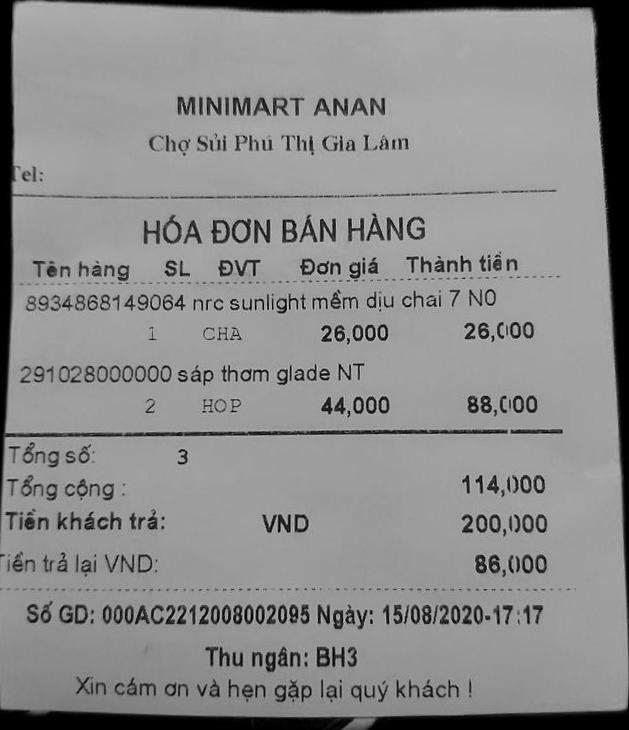 MINIMART ANAN
Chợ Sủi Phú Thị Gia Lâm
Tel:
HÓA ĐƠN BÁN HÀNG
Tên hàng SL ĐVT Đơn giá Thành tiền
8934868149064 nrc sunlight mềm dịu chai 7 N0
1 CHA 26,000 26,000
291028000000 sáp thơm glade NT
2 HOP 44,000 88,000
Tổng số: 3
Tổng cộng : 114,000
Tiền khách trả: VND 200,000
Tiền trả lại VND: 86,000
Số GD: 000AC2212008002095 Ngày: 15/08/2020-17:17
Thu ngân: BH3
Xin cám ơn và hẹn gặp lại quý khách !